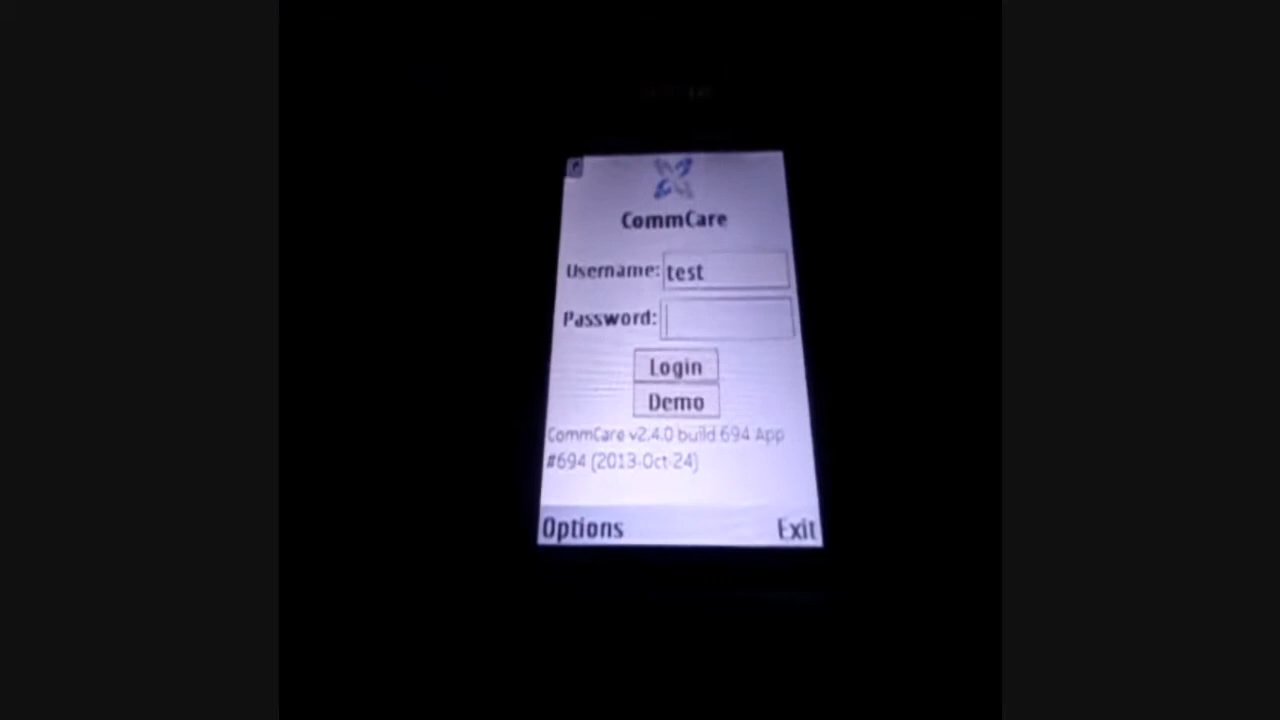 CommCare
Username: test
Password:
Login
Demo
CommCare v2.4.0 build 694 App
#694 (2013-Oct-24)
Options Exit